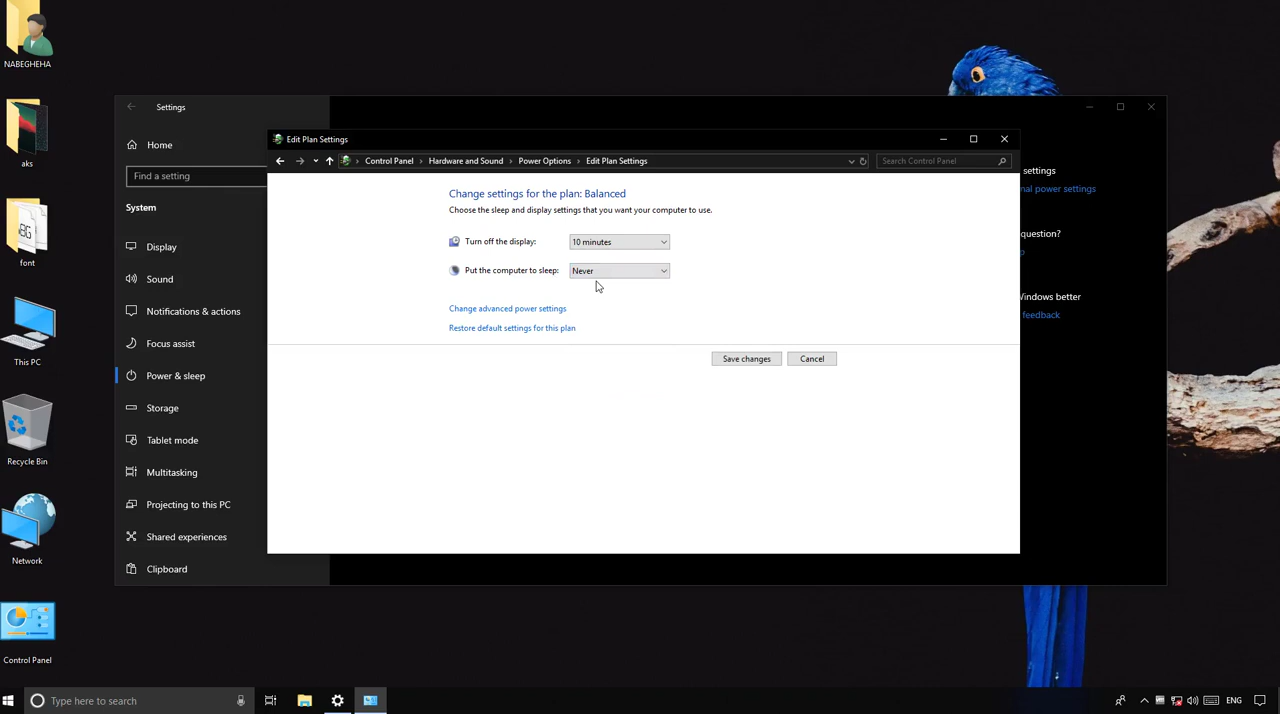 NABEGHEHA
aks
font
This PC
Recycle Bin
Network
Control Panel
Settings
Home
Find a setting
System
Display
Sound
Notifications & actions
Focus assist
Power & sleep
Storage
Tablet mode
Multitasking
Projecting to this PC
Shared experiences
Clipboard
Edit Plan Settings
Control Panel > Hardware and Sound > Power Options > Edit Plan Settings
Search Control Panel
Change settings for the plan: Balanced
Choose the sleep and display settings that you want your computer to use.
Turn off the display: 10 minutes
Put the computer to sleep: Never
Change advanced power settings
Restore default settings for this plan
Save changes Cancel
settings
nal power settings
question?
Windows better
feedback
Type here to search
ENG